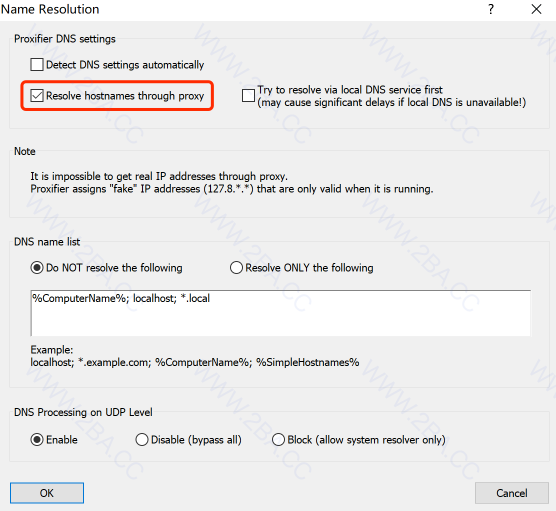 Name Resolution
Proxifier DNS settings
Detect DNS settings automatically
Resolve hostnames through proxy
Try to resolve via local DNS service first
(may cause significant delays if local DNS is unavailable!)
Note
It is impossible to get real IP addresses through proxy.
Proxifier assigns "fake" IP addresses (127.8.*.*) that are only valid when it is running.
DNS name list
Do NOT resolve the following
Resolve ONLY the following
%ComputerName%; localhost; *.local
Example:
localhost; *.example.com; %ComputerName%; %SimpleHostnames%
DNS Processing on UDP Level
Enable
Disable (bypass all)
Block (allow system resolver only)
OK
Cancel
WWW.2BA.CC